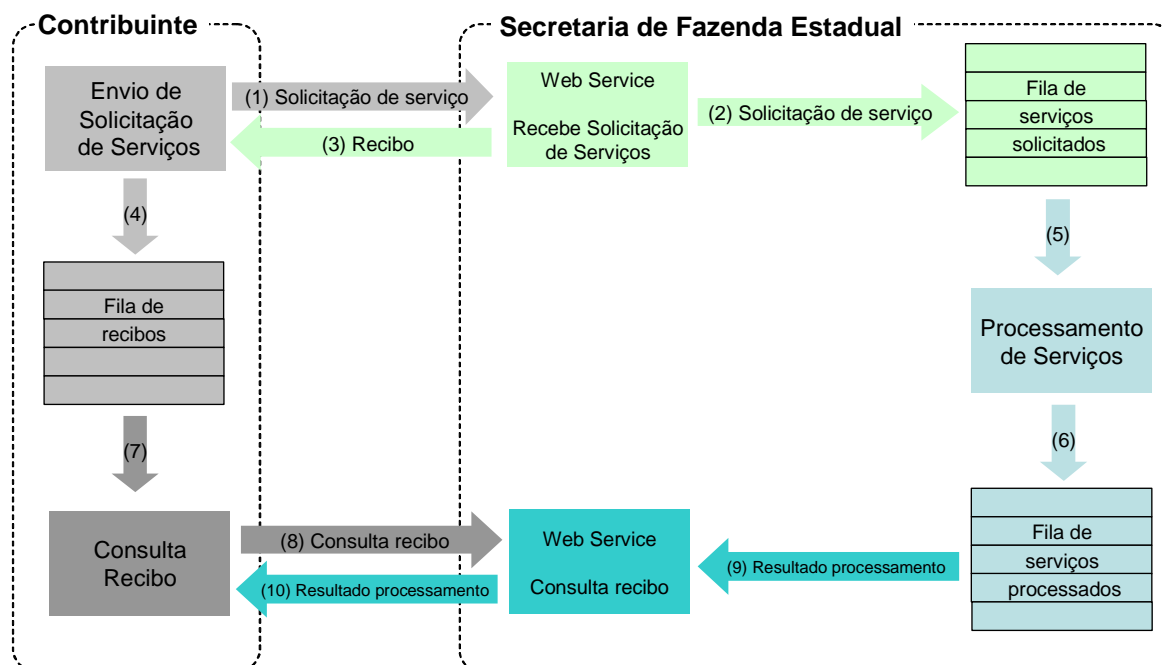 Contribuinte
Secretaria de Fazenda Estadual
Envio de
Solicitação
de Serviços
(1) Solicitação de serviço
(3) Recibo
Web Service
Recebe Solicitação
de Serviços
(2) Solicitação de serviço
Fila de
serviços
solicitados
(4)
(5)
Fila de
recibos
Processamento
de Serviços
(7)
(6)
Consulta
Recibo
(8) Consulta recibo
(10) Resultado processamento
Web Service
Consulta recibo
(9) Resultado processamento
Fila de
serviços
processados